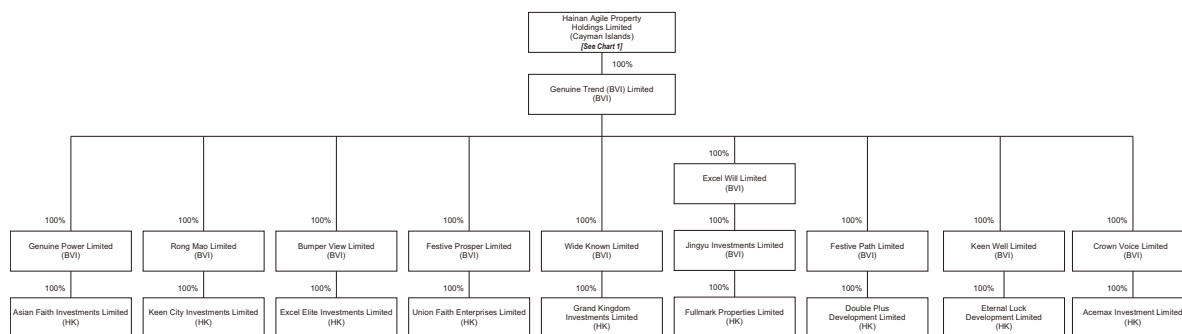 Hainan Agile Property
Holdings Limited
(Cayman Islands)
[See Chart 1]
100%
Genuine Trend (BVI) Limited
(BVI)
100%
Excel Will Limited
(BVI)
100%
100%
100%
100%
100%
100%
100%
100%
100%
Genuine Power Limited
(BVI)
Rong Mao Limited
(BVI)
Bumper View Limited
(BVI)
Festive Prosper Limited
(BVI)
Wide Known Limited
(BVI)
Jingyu Investments Limited
(BVI)
Festive Path Limited
(BVI)
Keen Well Limited
(BVI)
Crown Voice Limited
(BVI)
100%
100%
100%
100%
100%
100%
100%
100%
100%
Asian Faith Investments Limited
(HK)
Keen City Investments Limited
(HK)
Excel Elite Investments Limited
(HK)
Union Faith Enterprises Limited
(HK)
Grand Kingdom
Investments Limited
(HK)
Fullmark Properties Limited
(HK)
Double Plus
Development Limited
(HK)
Eternal Luck
Development Limited
(HK)
Acemax Investment Limited
(HK)